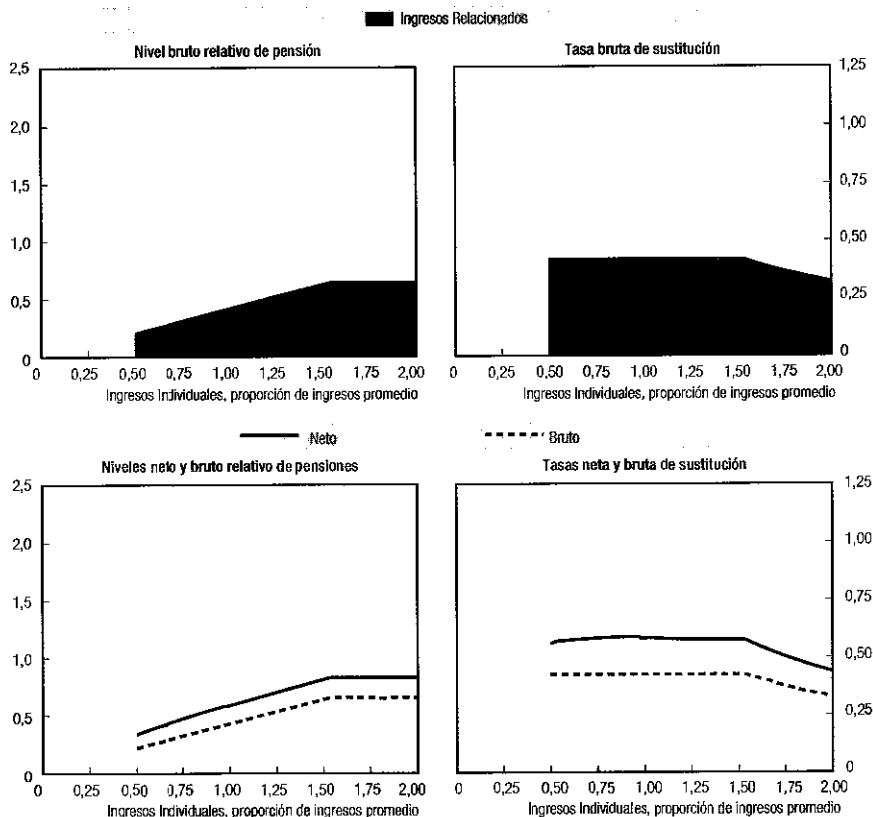 Ingresos Relacionados
Nivel bruto relativo de pensión
2,5
2,0
1,5
1,0
0,5
0
0 0,25 0,50 0,75 1,00 1,25 1,50 1,75 2,00
Ingresos Individuales, proporción de ingresos promedio
Tasa bruta de sustitución
1,25
1,00
0,75
0,50
0,25
0
0 0,25 0,50 0,75 1,00 1,25 1,50 1,75 2,00
Ingresos Individuales, proporción de ingresos promedio
Neto
Bruto
Niveles neto y bruto relativo de pensiones
2,5
2,0
1,5
1,0
0,5
0
0 0,25 0,50 0,75 1,00 1,25 1,50 1,75 2,00
Ingresos Individuales, proporción de ingresos promedio
Tasas neta y bruta de sustitución
1,25
1,00
0,75
0,50
0,25
0
0 0,25 0,50 0,75 1,00 1,25 1,50 1,75 2,00
Ingresos Individuales, proporción de ingresos promedio